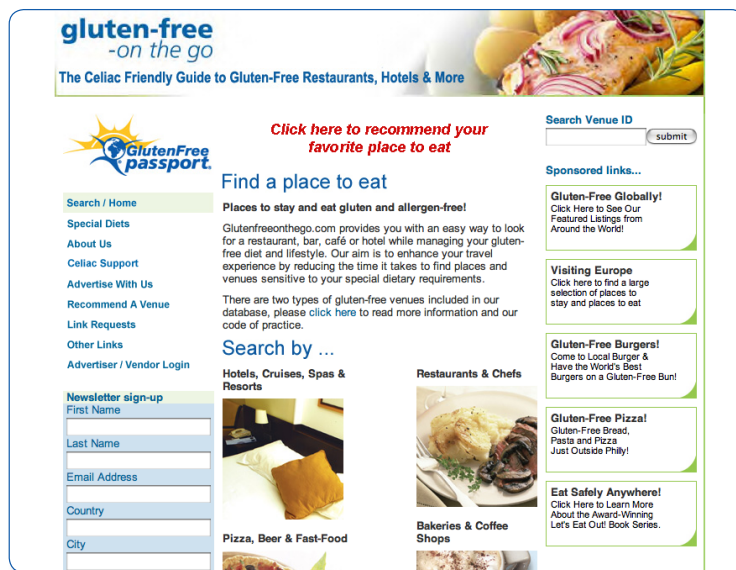 gluten-free
-on the go
The Celiac Friendly Guide to Gluten-Free Restaurants, Hotels & More
GlutenFree
passport.
Search / Home
Special Diets
About Us
Celiac Support
Advertise With Us
Recommend A Venue
Link Requests
Other Links
Advertiser / Vendor Login
Newsletter sign-up
First Name
Last Name
Email Address
Country
City
Click here to recommend your
favorite place to eat
Find a place to eat
Places to stay and eat gluten and allergen-free!
Glutenfreeonthego.com provides you with an easy way to look
for a restaurant, bar, café or hotel while managing your gluten-
free diet and lifestyle. Our aim is to enhance your travel
experience by reducing the time it takes to find places and
venues sensitive to your special dietary requirements.
There are two types of gluten-free venues included in our
database, please click here to read more information and our
code of practice.
Search by ...
Hotels, Cruises, Spas &
Resorts
Restaurants & Chefs
Pizza, Beer & Fast-Food
Bakeries & Coffee
Shops
Search Venue ID
submit
Sponsored links...
Gluten-Free Globally!
Click Here to See Our
Featured Listings from
Around the World!
Visiting Europe
Click here to find a large
selection of places to
stay and places to eat
Gluten-Free Burgers!
Come to Local Burger &
Have the World's Best
Burgers on a Gluten-Free Bun!
Gluten-Free Pizza!
Gluten-Free Bread,
Pasta and Pizza
Just Outside Philly!
Eat Safely Anywhere!
Click Here to Learn More
About the Award-Winning
Let's Eat Out! Book Series.